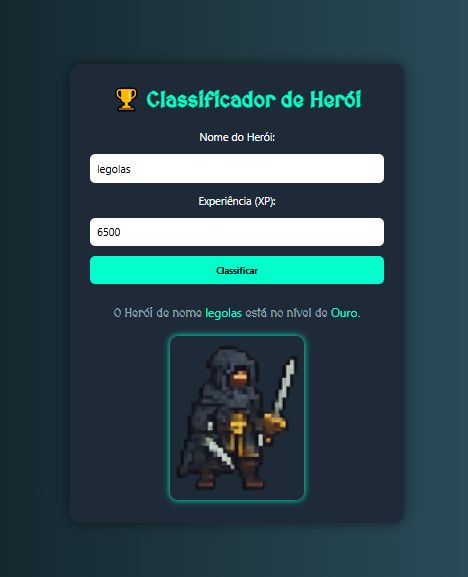 Classificador de Herói
Nome do Herói:
legolas
Experiência (XP):
6500
Classificar
O Herói de nome legolas está no nível de Ouro.